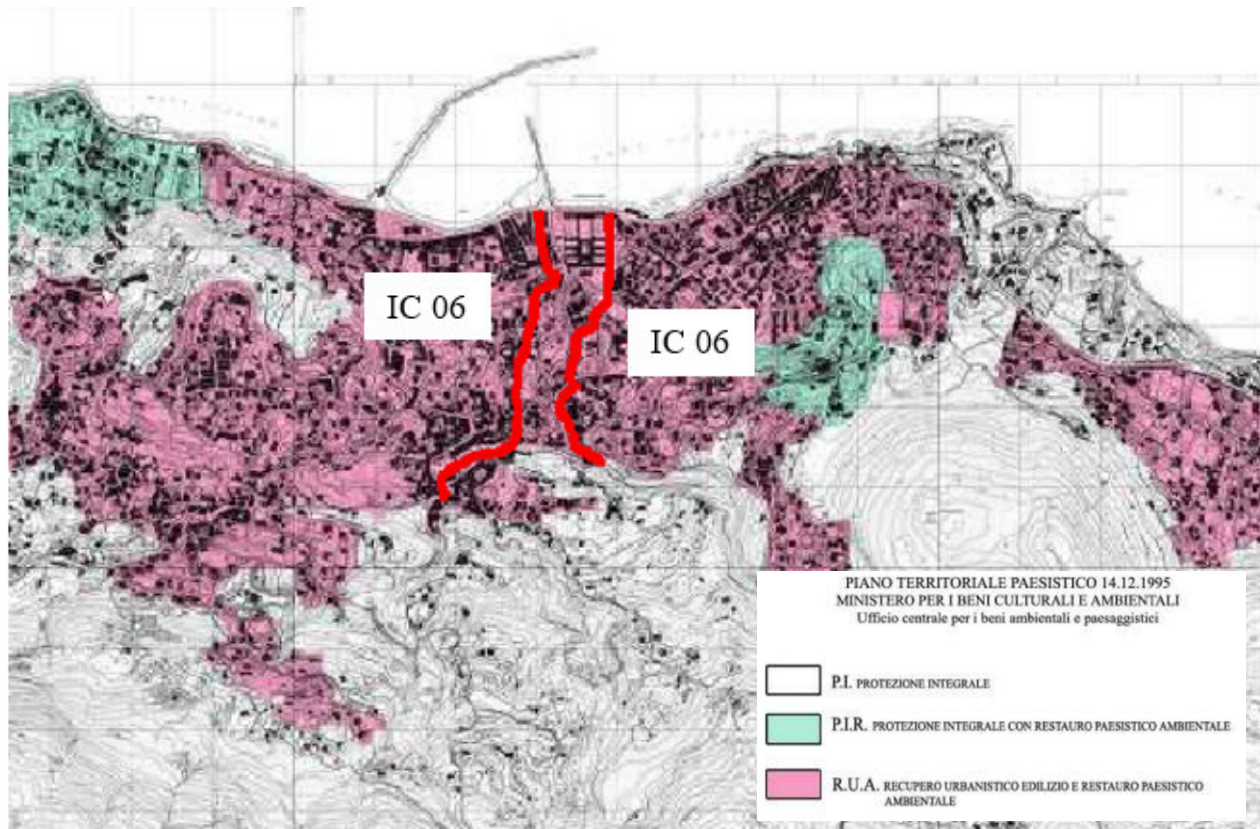 IC 06
IC 06
PIANO TERRITORIALE PAESISTICO 14.12.1995
MINISTERO PER I BENI CULTURALI E AMBIENTALI
Ufficio centrale per i beni ambientali e paesaggistici
P.I. PROTEZIONE INTEGRALE
P.I.R. PROTEZIONE INTEGRALE CON RESTAURO PAESISTICO AMBIENTALE
R.U.A. RECUPERO URBANISTICO EDILIZIO E RESTAURO PAESISTICO
AMBIENTALE